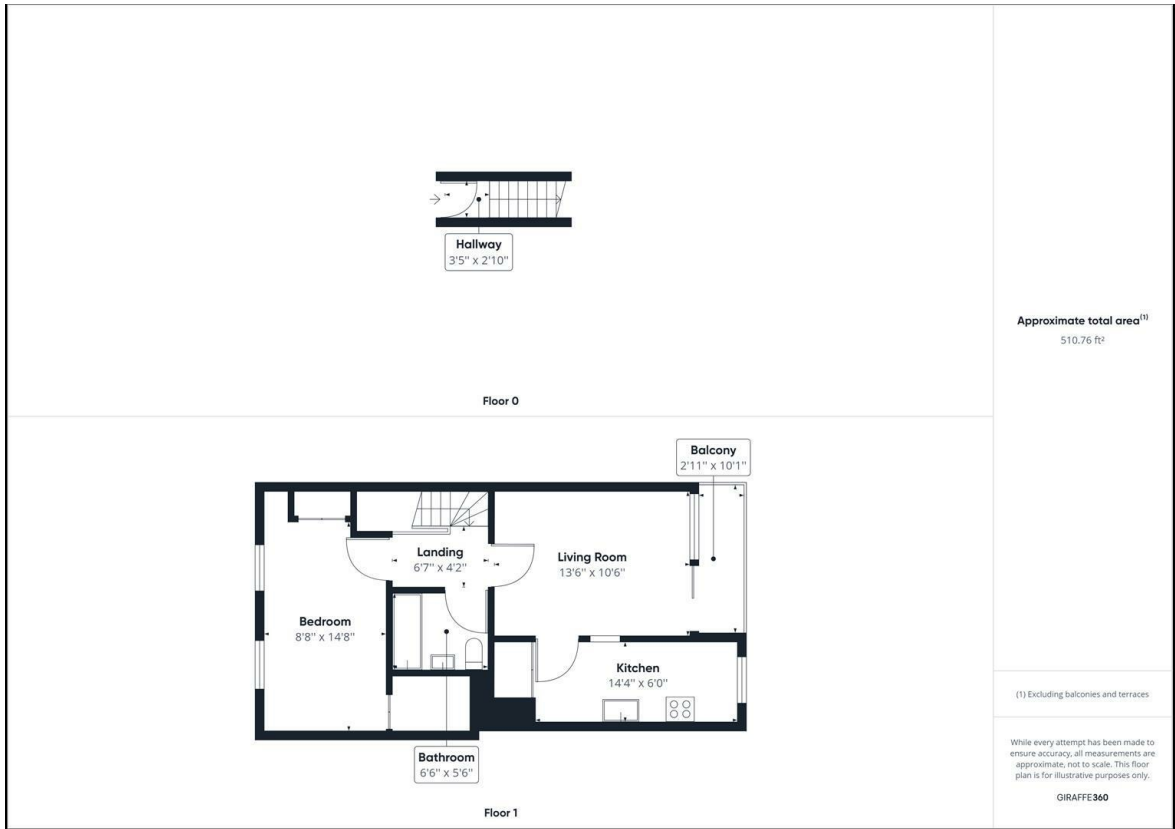 Hallway
3'5" x 2'10"
Floor 0
Approximate total area(1)
510.76 ft²
Balcony
2'11" x 10'1"
Landing
6'7" x 4'2"
Living Room
13'6" x 10'6"
Bedroom
8'8" x 14'8"
Kitchen
14'4" x 6'0"
Bathroom
6'6" x 5'6"
Floor 1
(1) Excluding balconies and terraces
While every attempt has been made to
ensure accuracy, all measurements are
approximate, not to scale. This floor
plan is for illustrative purposes only.
GIRAFFE360